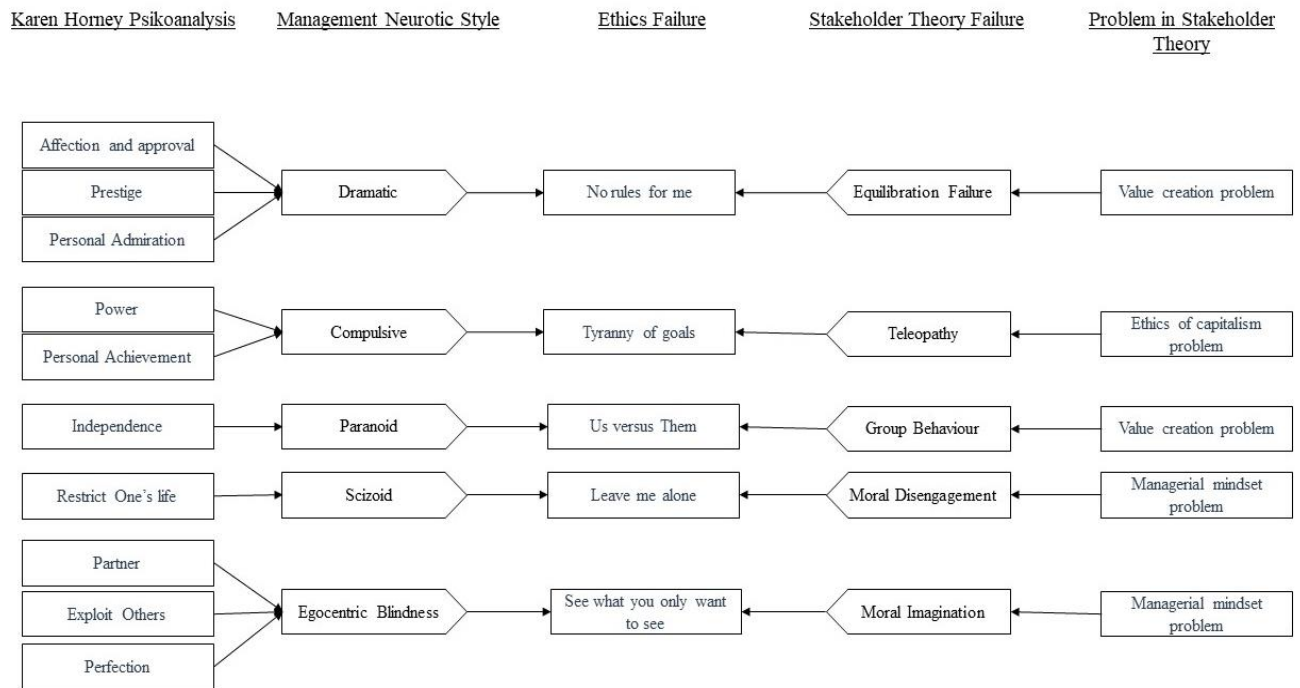 Karen Horney Psikoanalysis
Management Neurotic Style
Ethics Failure
Stakeholder Theory Failure
Problem in Stakeholder
Theory
Affection and approval
Prestige
Personal Admiration
Dramatic
No rules for me
Equilibration Failure
Value creation problem
Power
Personal Achievement
Compulsive
Tyranny of goals
Teleopathy
Ethics of capitalism
problem
Independence
Paranoid
Us versus Them
Group Behaviour
Value creation problem
Restrict One's life
Scizoid
Leave me alone
Moral Disengagement
Managerial mindset
problem
Partner
Exploit Others
Perfection
Egocentric Blindness
See what you only want
to see
Moral Imagination
Managerial mindset
problem